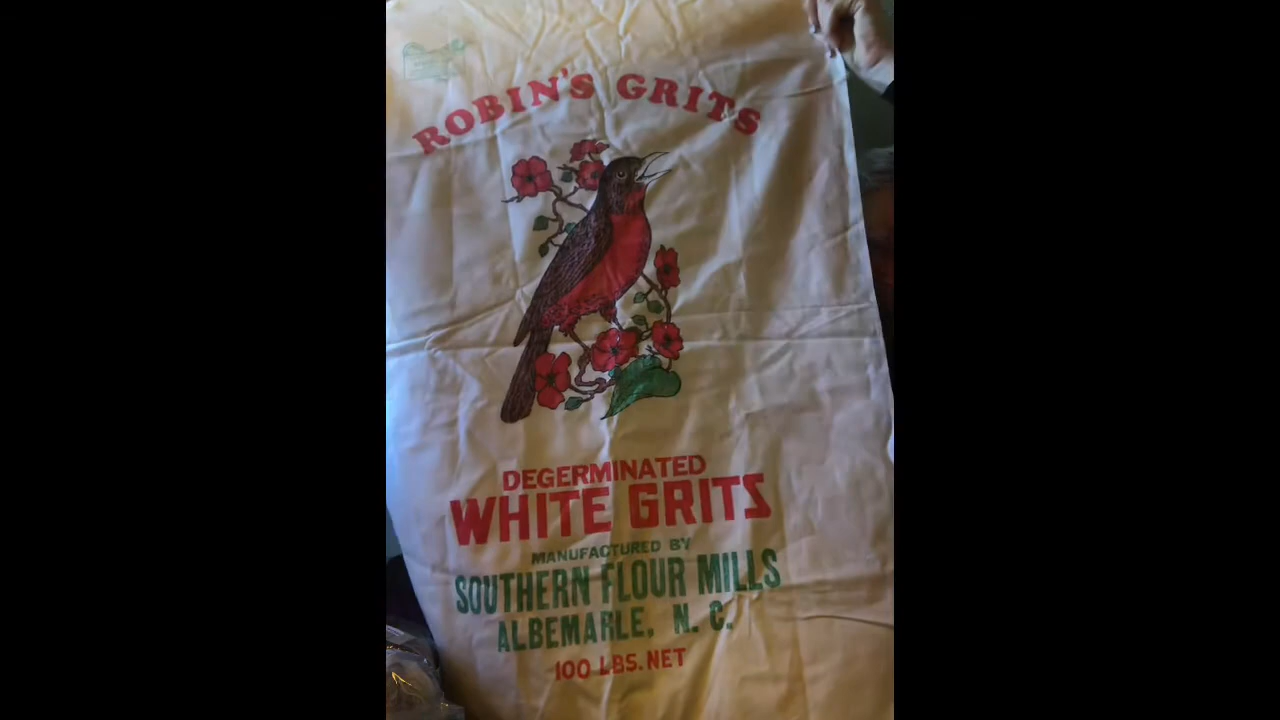 ROBIN'S GRITS
DEGERMINATED
WHITE GRITS
MANUFACTURED BY
SOUTHERN FLOUR MILLS
ALBEMARLE, N. C.
100 LBS. NET